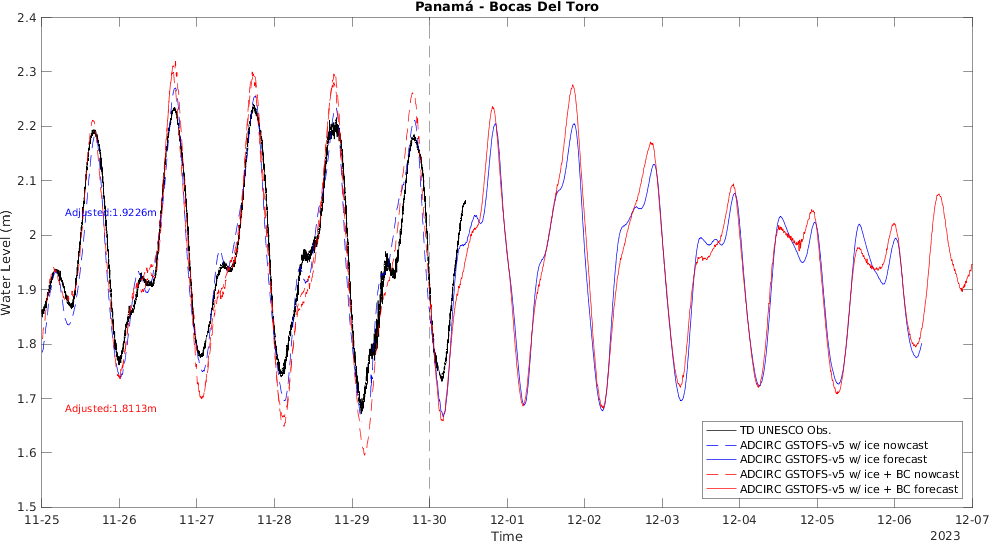 Panamá - Bocas Del Toro
Water Level (m)
2.4
2.3
2.2
2.1
2
1.9
1.8
1.7
1.6
1.5
Adjusted:1.9226m
Adjusted:1.8113m
TD UNESCO Obs.
ADCIRC GSTOFS-v5 w/ ice nowcast
ADCIRC GSTOFS-v5 w/ ice forecast
ADCIRC GSTOFS-v5 w/ ice + BC nowcast
ADCIRC GSTOFS-v5 w/ ice + BC forecast
11-25 11-26 11-27 11-28 11-29 11-30 12-01 12-02 12-03 12-04 12-05 12-06 12-07
Time
2023